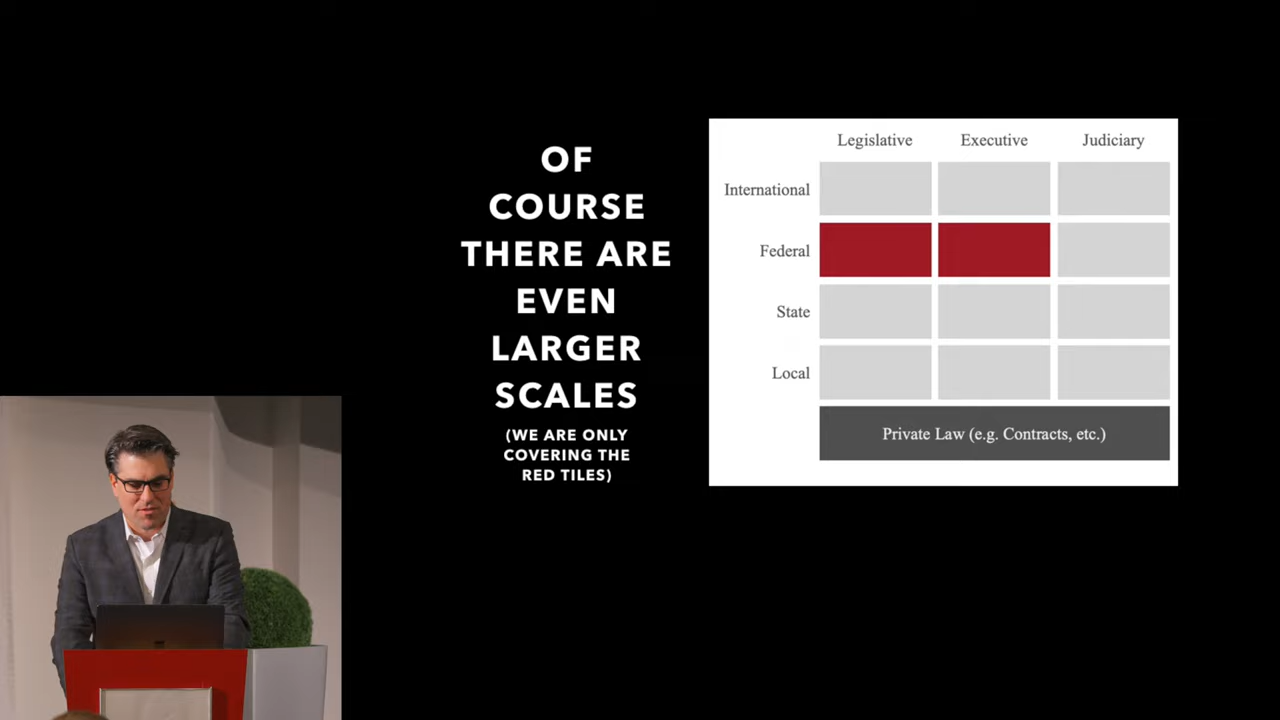 OF
COURSE
THERE ARE
EVEN
LARGER
SCALES
(WE ARE ONLY
COVERING THE
RED TILES)
Legislative Executive Judiciary
International
Federal
State
Local
Private Law (e.g. Contracts, etc.)